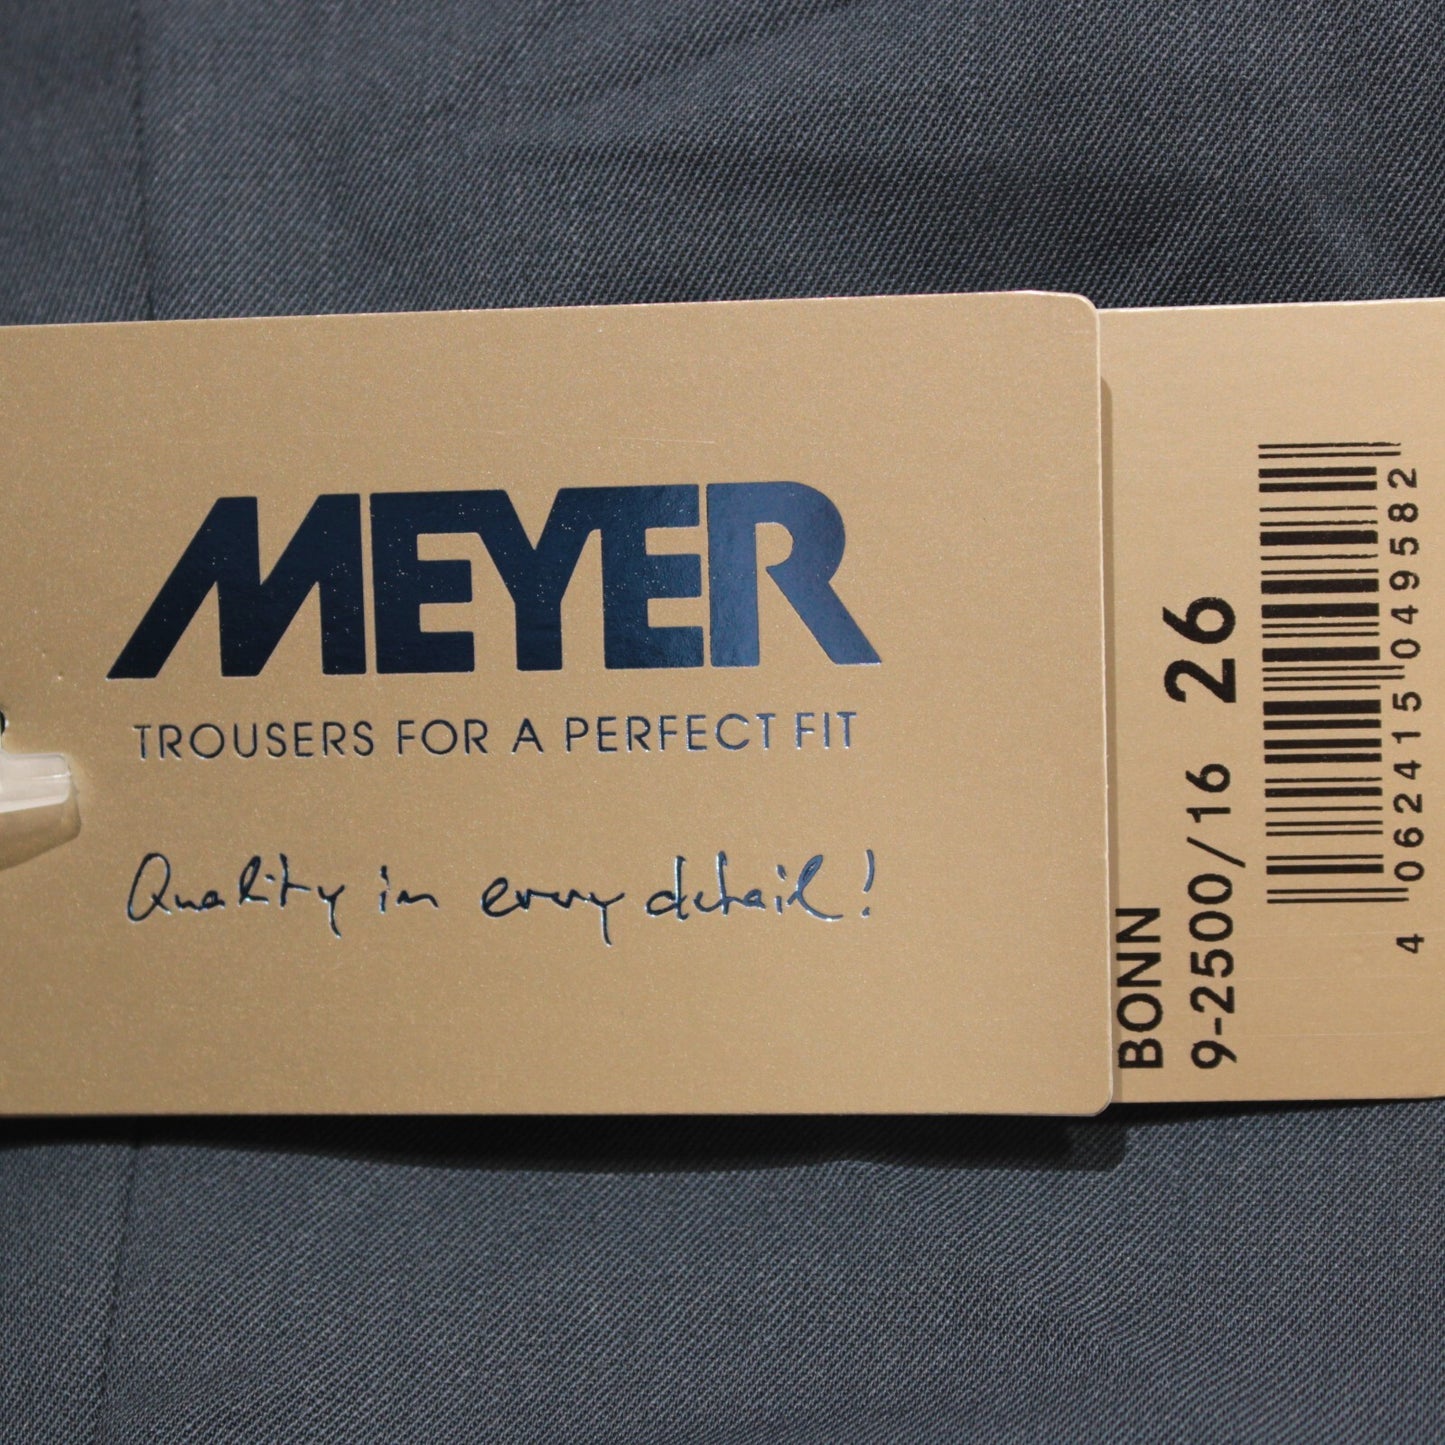 MEYER
TROUSERS FOR A PERFECT FIT
Quality in every detail!
BONN
9-2500/16 26
4 062415 049582